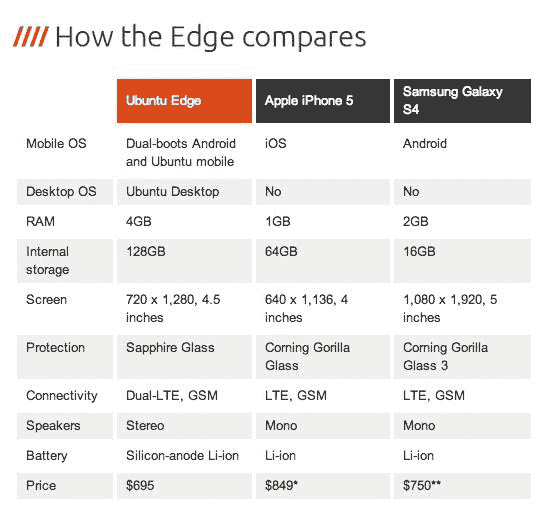 //// How the Edge compares
Ubuntu Edge Apple iPhone 5 Samsung Galaxy
S4
Mobile OS Dual-boots Android iOS Android
and Ubuntu mobile
Desktop OS Ubuntu Desktop No No
RAM 4GB 1GB 2GB
Internal 128GB 64GB 16GB
storage
Screen 720 x 1,280, 4.5 640 x 1,136, 4 1,080 x 1,920, 5
inches inches inches
Protection Sapphire Glass Corning Gorilla Corning Gorilla
Glass Glass 3
Connectivity Dual-LTE, GSM LTE, GSM LTE, GSM
Speakers Stereo Mono Mono
Battery Silicon-anode Li-ion Li-ion Li-ion
Price $695 $849* $750**